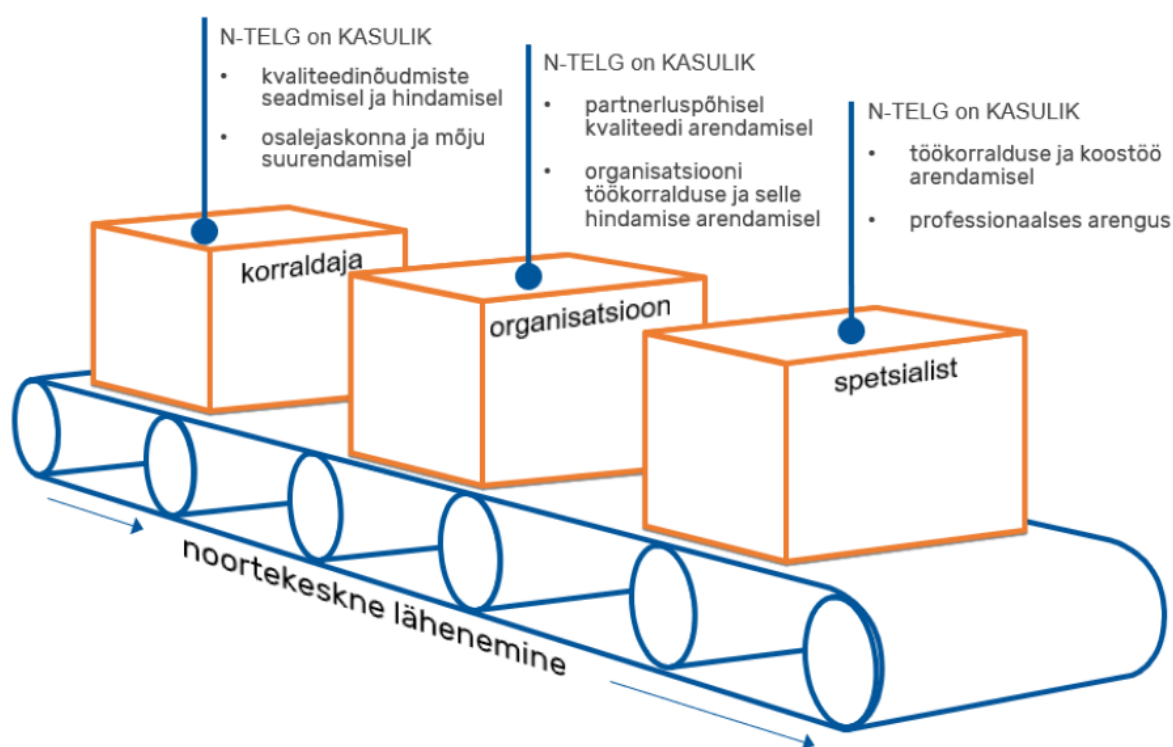 N-TELG on KASULIK
• kvaliteedinõudmiste
seadmisel ja hindamisel
• osalejaskonna ja mõju
suurendamisel
N-TELG on KASULIK
• partnerluspõhisel
kvaliteedi arendamisel
• organisatsiooni
töökorralduse ja selle
hindamise arendamisel
N-TELG on KASULIK
• töökorralduse ja koostöö
arendamisel
• professionaalses arengus
korraldaja
organisatsioon
spetsialist
noortekeskne lähenemine